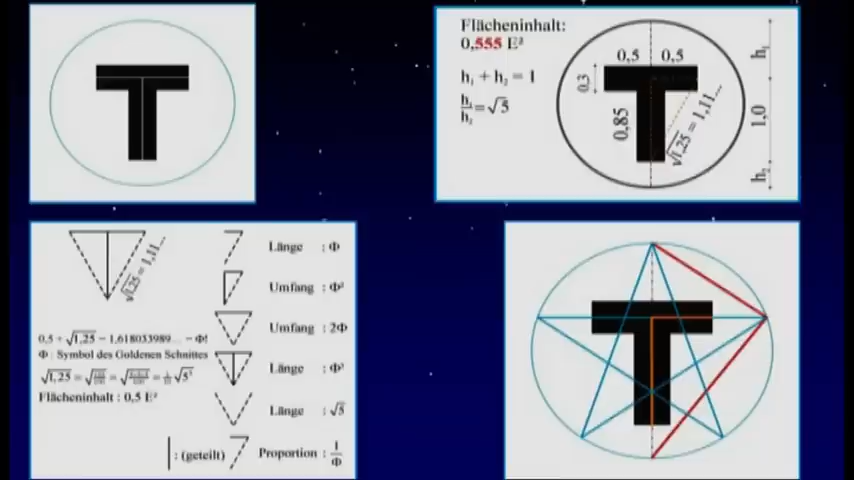 Flächeninhalt:
0,555 E²
h₁ + h₂ = 1
h₁/h₂ = √5
0,5 0,5
0,3
0,85
√1,25 = 1,11...
h₁
1,0
h₂
√1,25 = 1,11...
0,5 + √1,25 = 1,618033989... = Φ!
Φ : Symbol des Goldenen Schnittes
√1,25 =
Flächeninhalt : 0,5 E²
Länge : Φ
Umfang : Φ²
Umfang : 2Φ
Länge : Φ³
Länge : √5
: (geteilt) Proportion : 1/Φ